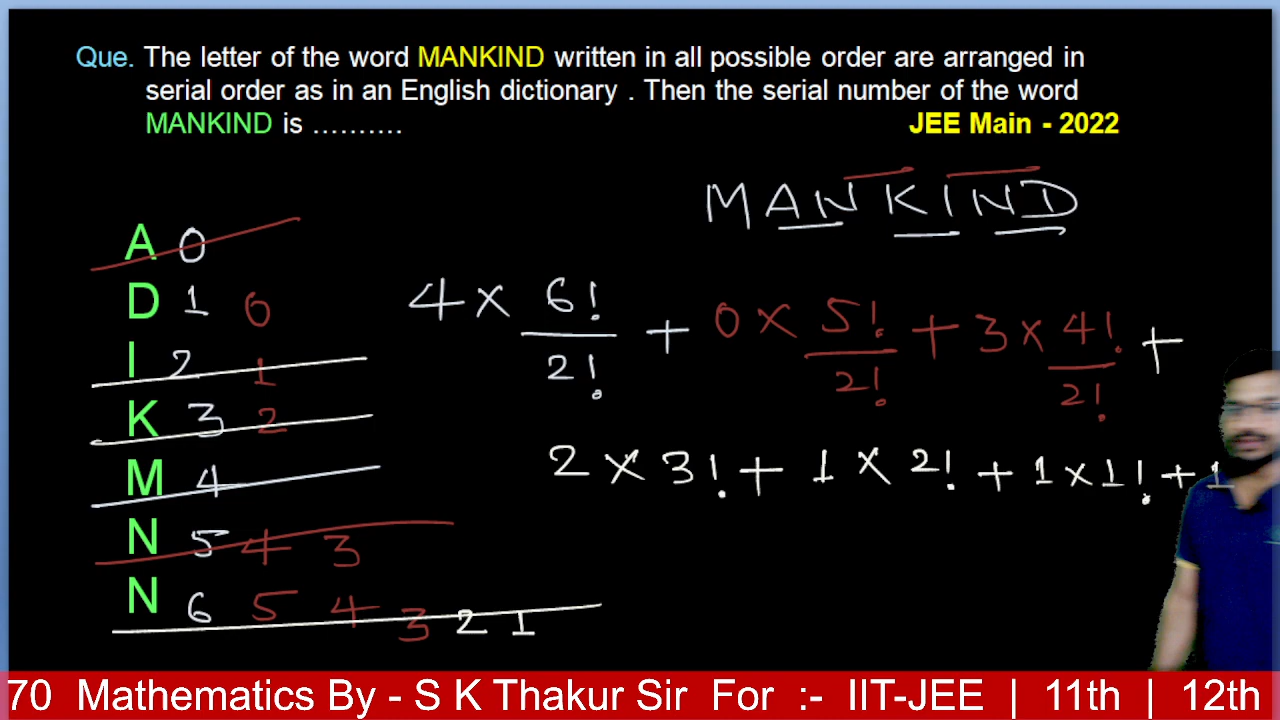 Que. The letter of the word MANKIND written in all possible order are arranged in
serial order as in an English dictionary . Then the serial number of the word
MANKIND is .......... JEE Main - 2022
MANKIND
A 0
D 1 0
I 2 1
K 3 2
M 4
N 5 4 3
N 6 5 4 3 2 1
4 × 6!/2! + 0 × 5!/2! + 3 × 4!/2! +
2 × 3! + 1 × 2! + 1 × 1! + 1
70 Mathematics By - S K Thakur Sir For :- IIT-JEE | 11th | 12th